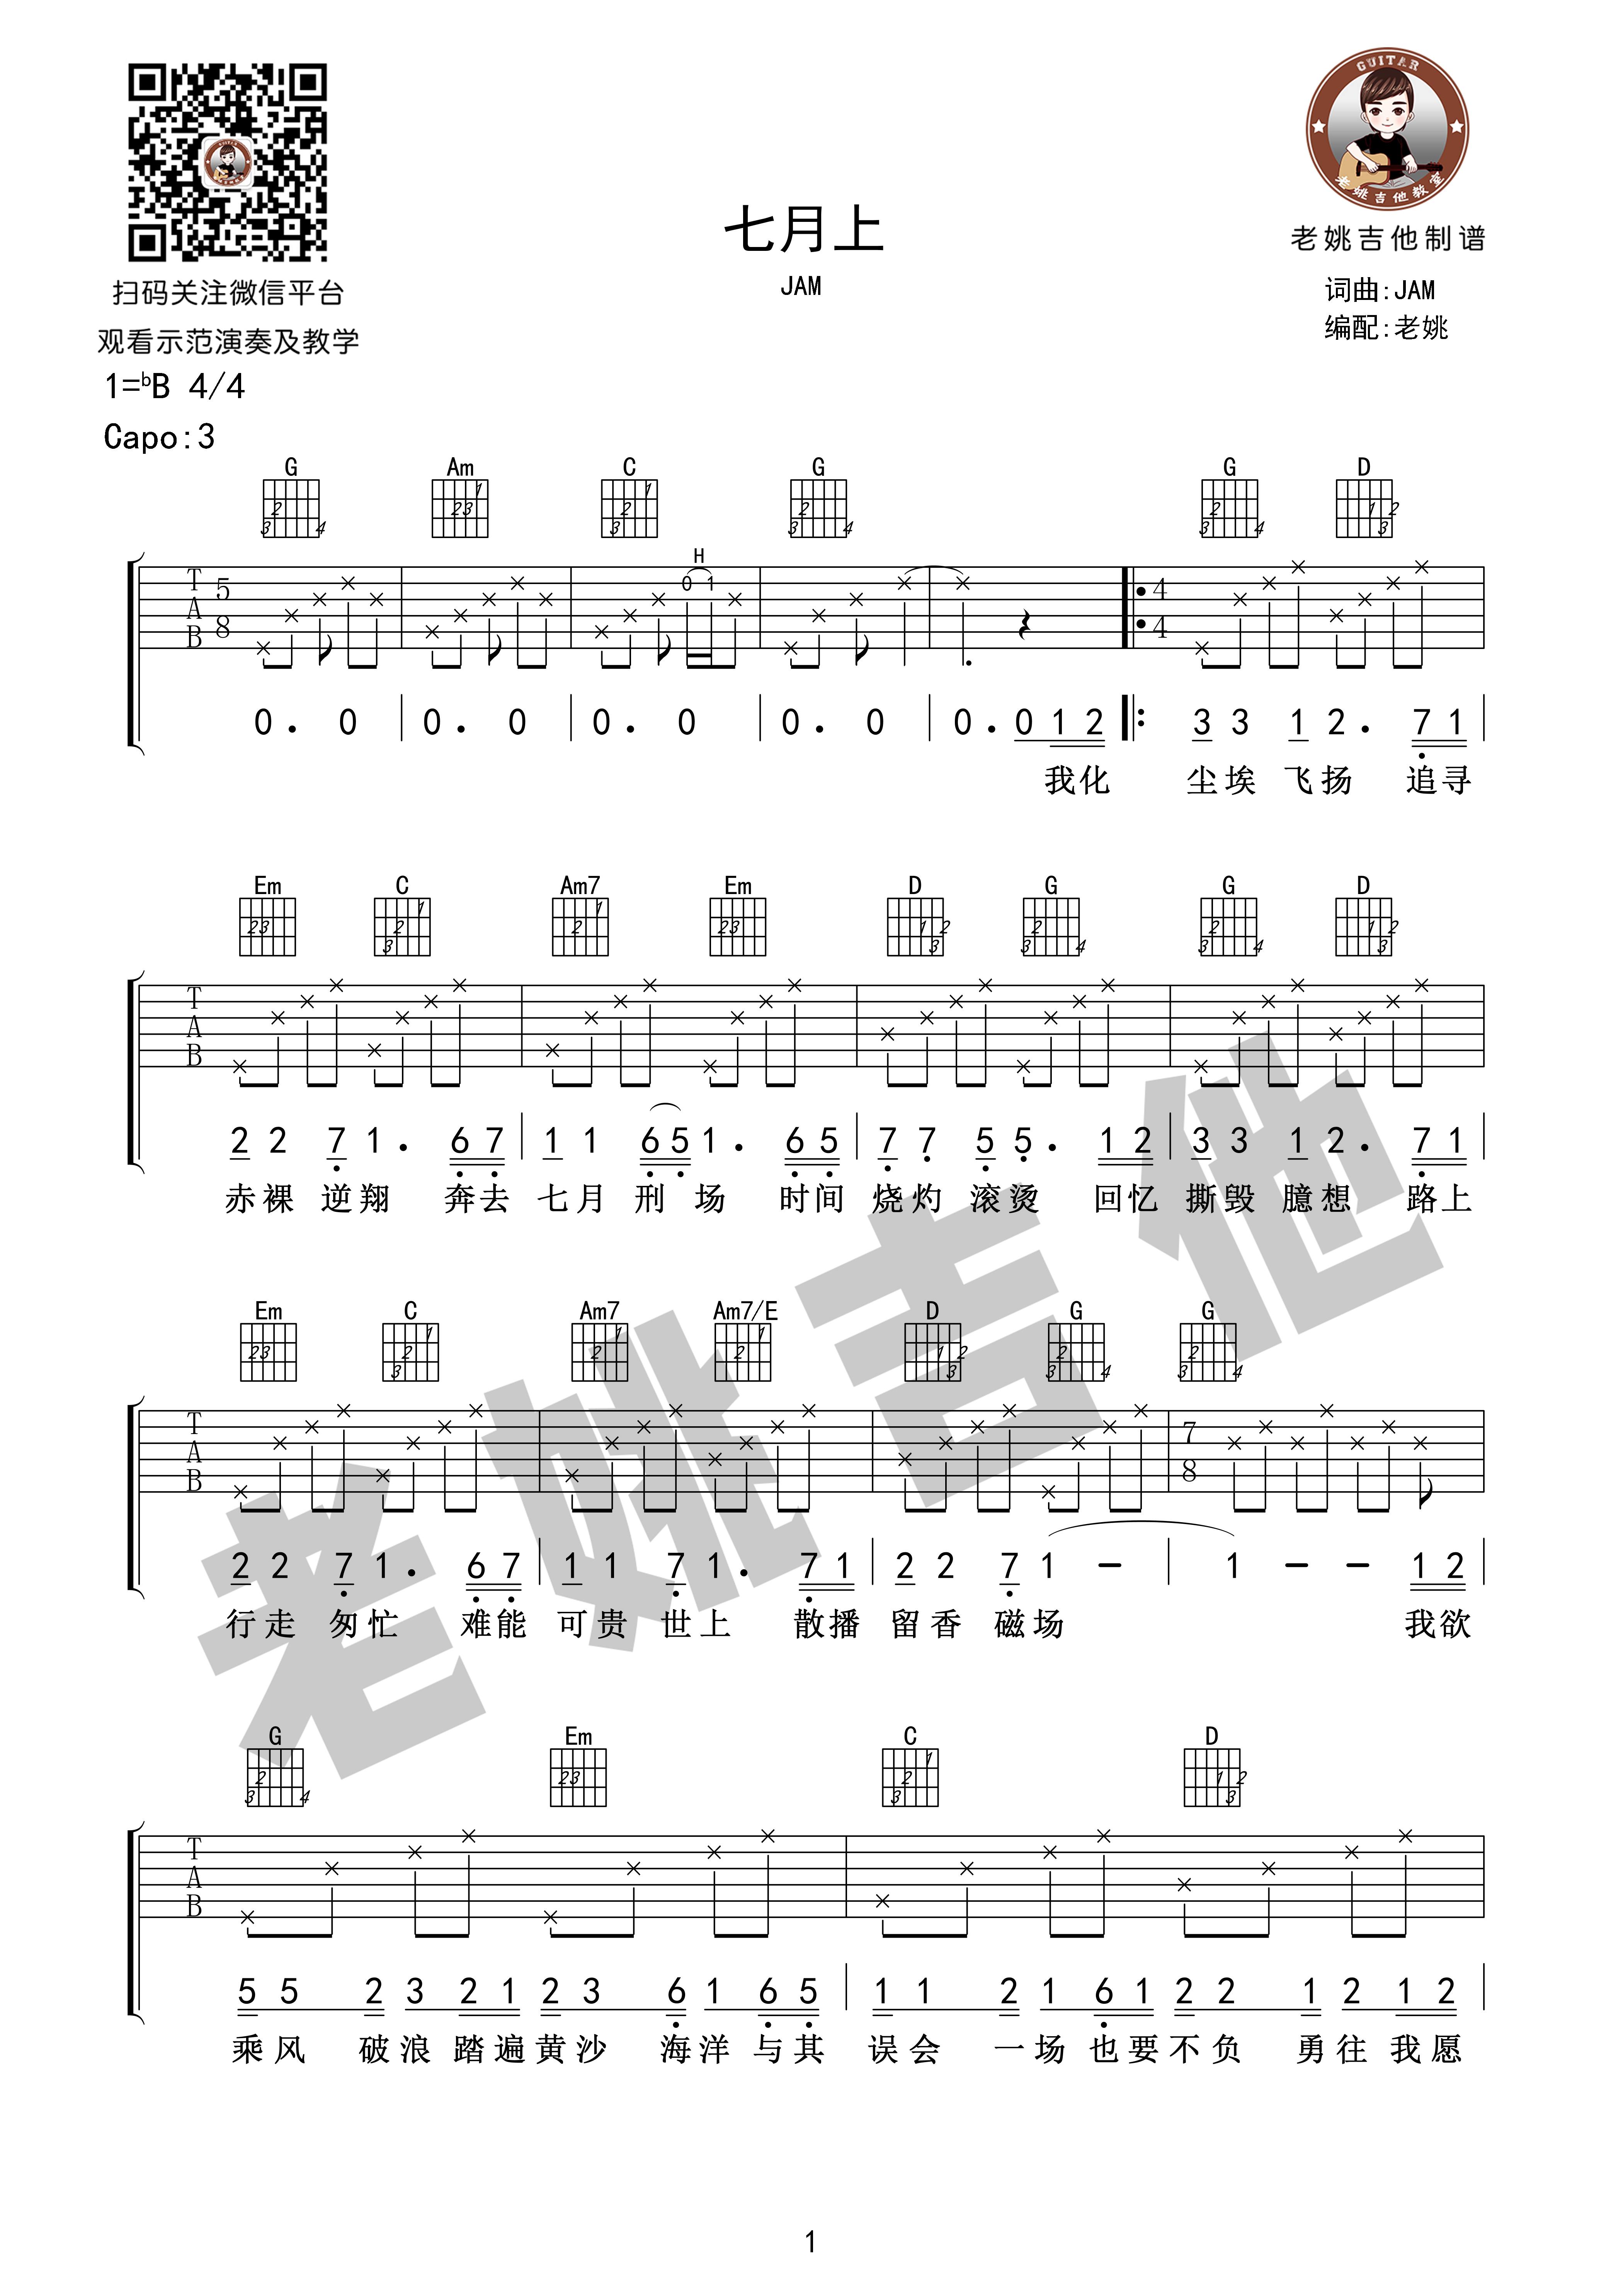 GUITAR
老姚吉他教室
老姚吉他制谱
扫码关注微信平台
观看示范演奏及教学
七月上
JAM
词曲:JAM
编配:老姚
1=ᵇB 4/4
Capo:3
G Am C G G D
H
T A B 5/8 0 1 4/4
0. 0 0. 0 0. 0 0. 0 0. 0 1 2 3 3 1 2. 7 1
我化 尘埃 飞扬 追寻
Em C Am7 Em D G G D
T A B
2 2 7 1. 6 7 1 1 6 5 1. 6 5 7 7 5 5. 1 2 3 3 1 2. 7 1
赤裸 逆翔 奔去 七月 刑 场 时间 烧灼 滚烫 回忆 撕毁 臆想 路上
Em C Am7 Am7/E D G G
T A B 7/8
2 2 7 1. 6 7 1 1 7 1. 7 1 2 2 7 1 – 1 – – 1 2
行走 匆忙 难能 可贵 世上 散播 留香 磁场 我欲
G Em C D
T A B
5 5 2 3 2 1 2 3 6 1 6 5 1 1 2 1 6 1 2 2 1 2 1 2
乘风 破浪 踏遍黄沙 海洋 与其 误会 一场 也要不负 勇往 我愿
老姚吉他
1